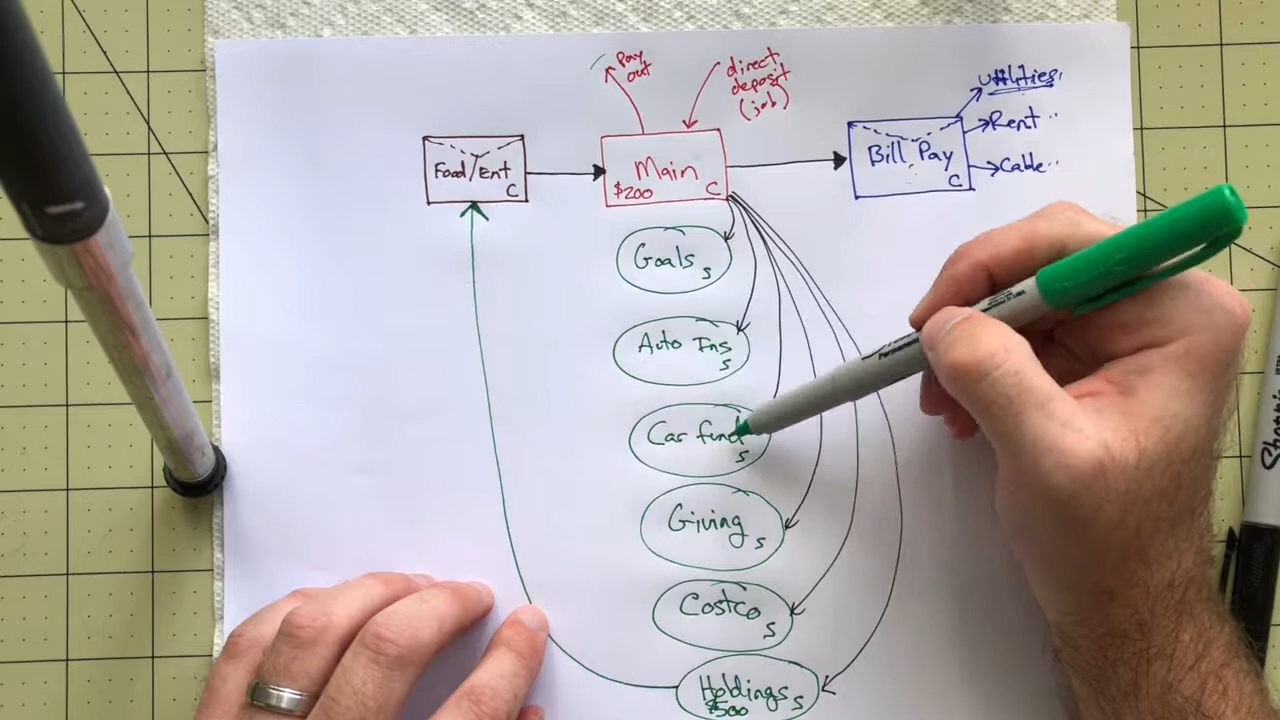 Pay
out
direct
deposit
(job)
Utilities..
Rent..
Cable..
Food/Ent
C
Main
$200 C
Bill Pay
C
Goals s
Auto Ins
s
Car fund
s
Giving s
Costco
s
Holdings s
$500